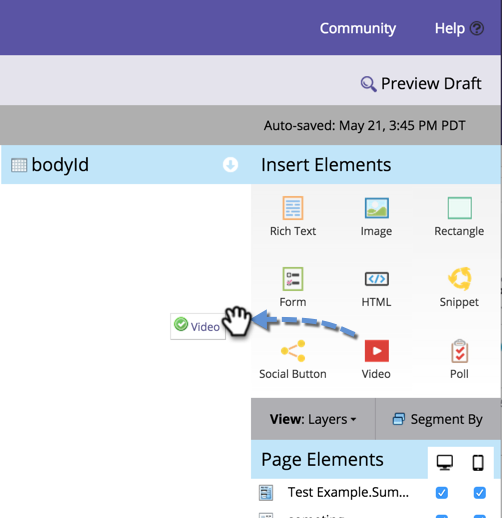 Community Help ?
Preview Draft
Auto-saved: May 21, 3:45 PM PDT
bodyId
Insert Elements
Rich Text Image Rectangle
Form HTML Snippet
Video
Social Button Video Poll
View: Layers Segment By
Page Elements
Test Example.Sum...